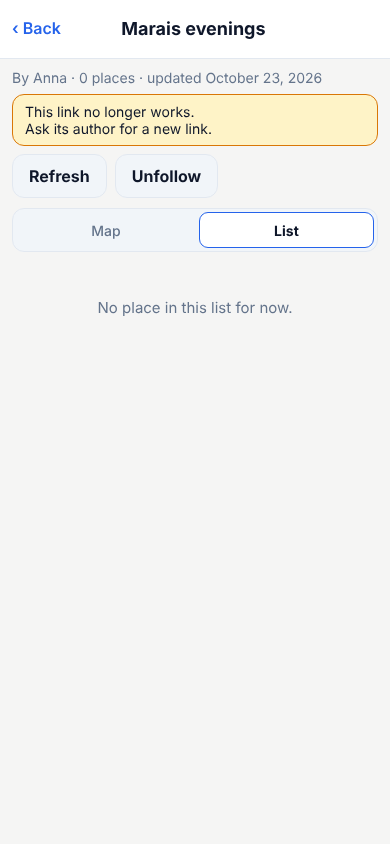 ‹ Back
Marais evenings
By Anna · 0 places · updated October 23, 2026
This link no longer works.
Ask its author for a new link.
Refresh
Unfollow
Map
List
No place in this list for now.